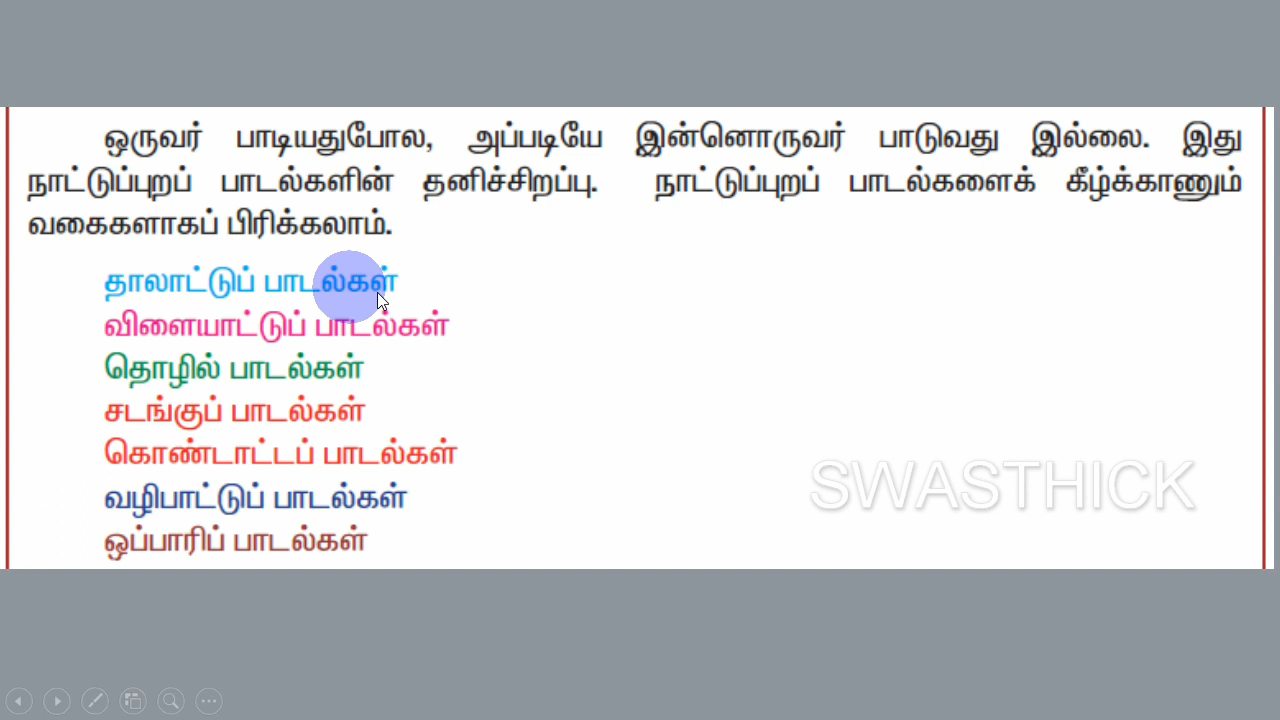 ஒருவர் பாடியதுபோல, அப்படியே இன்னொருவர் பாடுவது இல்லை. இது
நாட்டுப்புறப் பாடல்களின் தனிச்சிறப்பு. நாட்டுப்புறப் பாடல்களைக் கீழ்க்காணும்
வகைகளாகப் பிரிக்கலாம்.
தாலாட்டுப் பாடல்கள்
விளையாட்டுப் பாடல்கள்
தொழில் பாடல்கள்
சடங்குப் பாடல்கள்
கொண்டாட்டப் பாடல்கள்
வழிபாட்டுப் பாடல்கள்
ஒப்பாரிப் பாடல்கள்
SWASTHICK